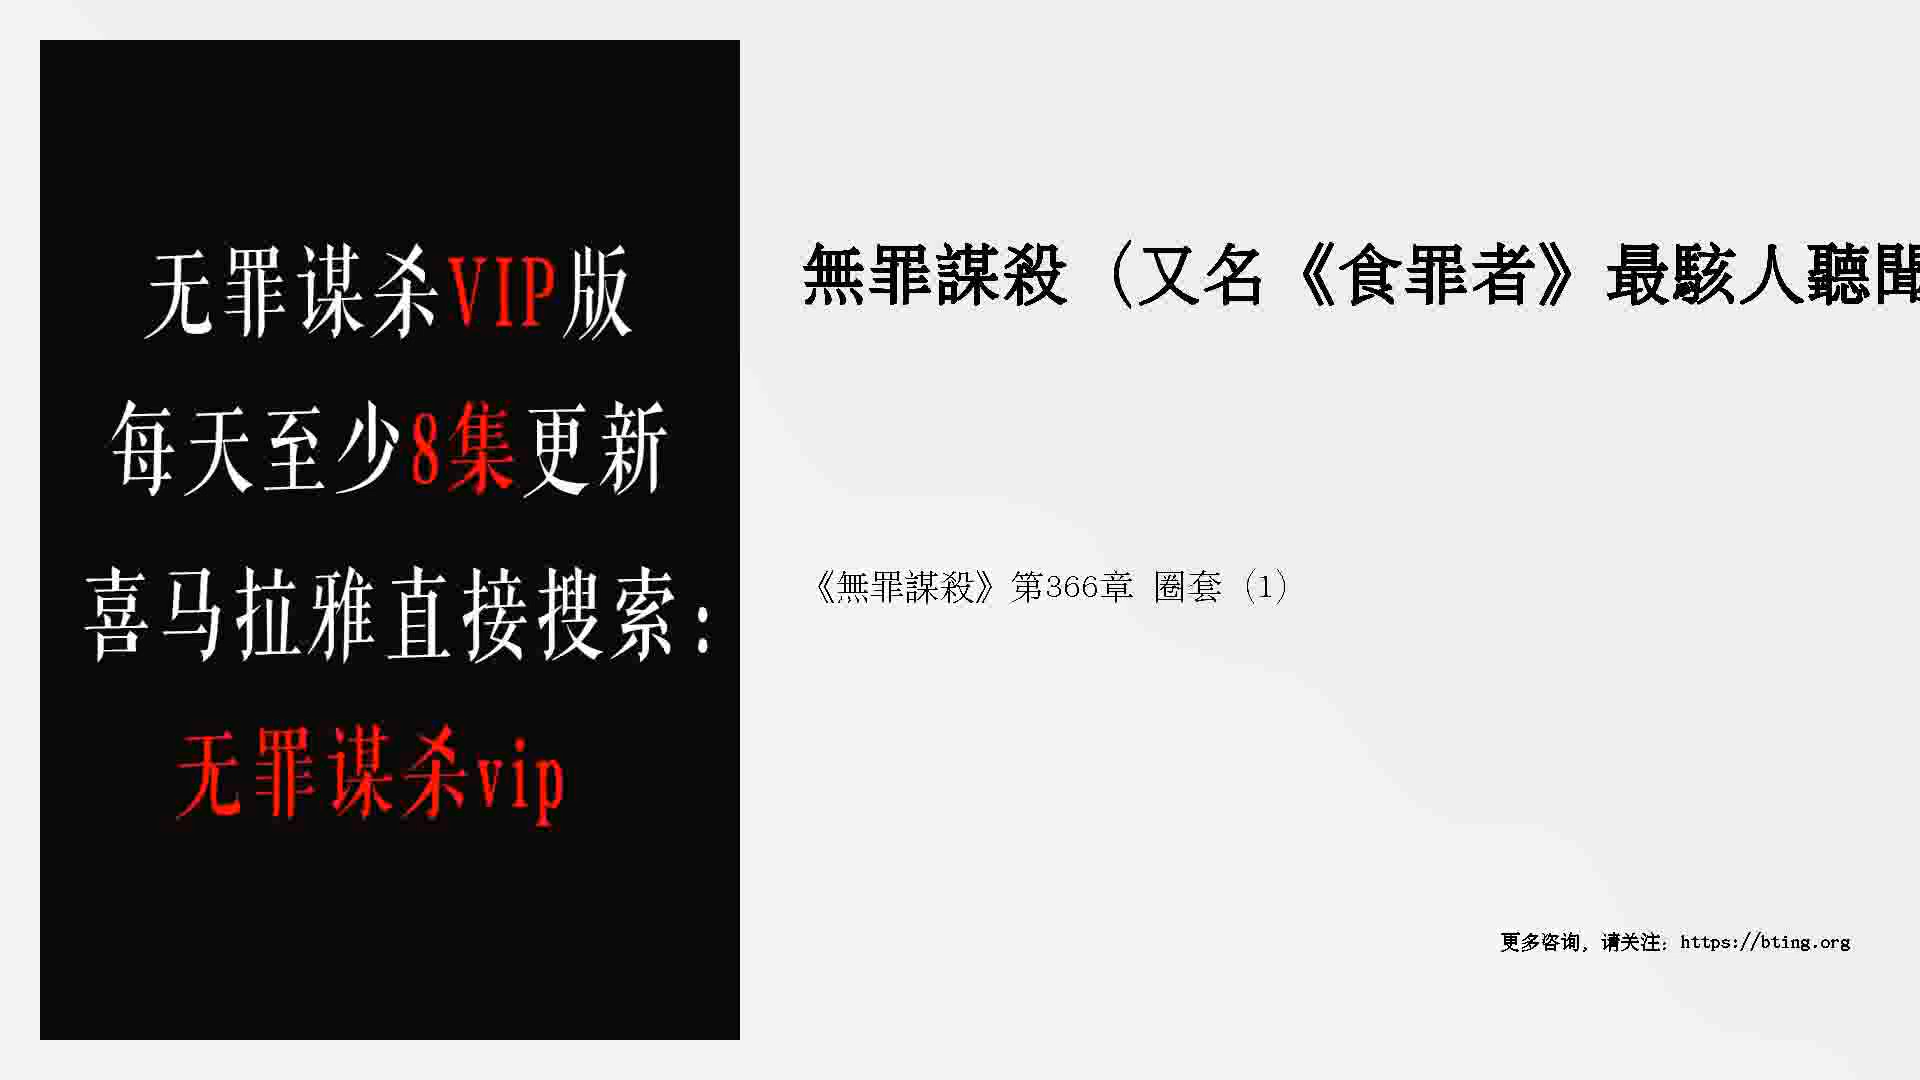 无罪谋杀VIP版
每天至少8集更新
喜马拉雅直接搜索:
无罪谋杀vip
無罪謀殺（又名《食罪者》最駭人聽聞
《無罪謀殺》第366章 圈套（1）
更多咨询，请关注：https://bting.org